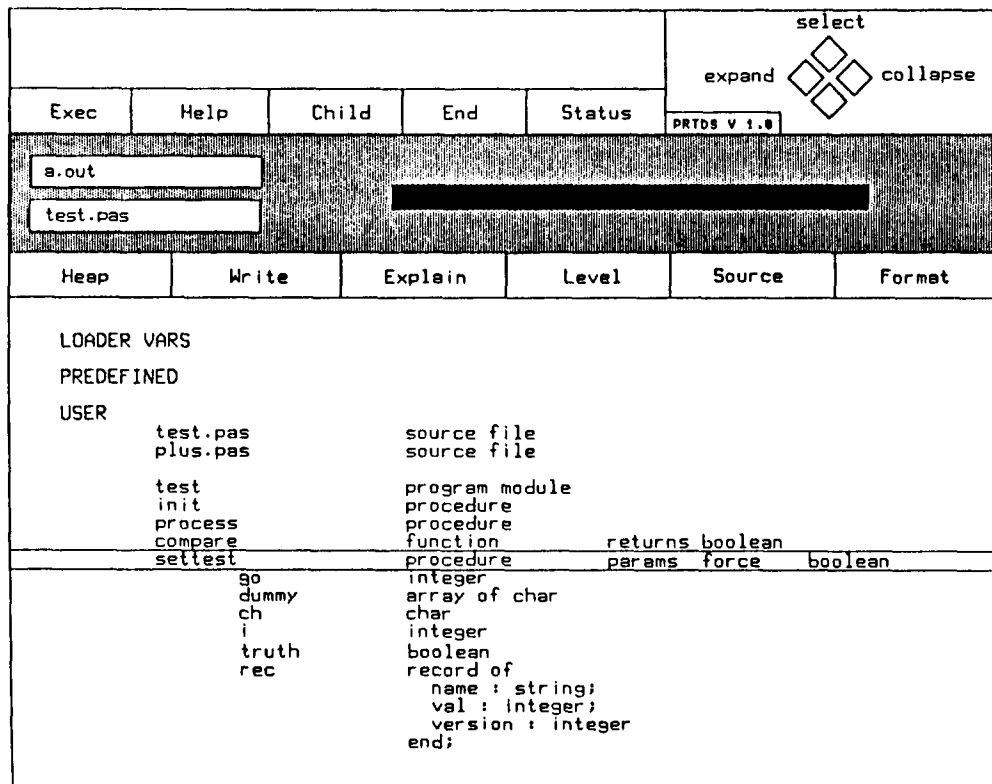 select
expand collapse
Exec Help Child End Status
PRTDS V 1.0
a.out
test.pas
Heap Write Explain Level Source Format
LOADER VARS
PREDEFINED
USER
test.pas source file
plus.pas source file
test program module
init procedure
process procedure
compare function returns boolean
settest procedure params force boolean
go integer
dummy array of char
ch char
i integer
truth boolean
rec record of
name : string;
val : integer;
version : integer
end;